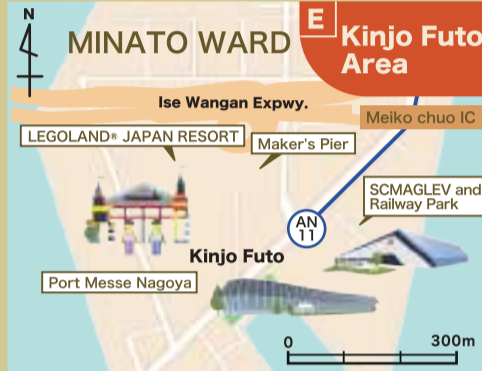 N
MINATO WARD
E
Kinjo Futo
Area
Ise Wangan Expwy.
Meiko chuo IC
LEGOLAND® JAPAN RESORT
Maker's Pier
SCMAGLEV and
Railway Park
AN
11
Kinjo Futo
Port Messe Nagoya
0
300m